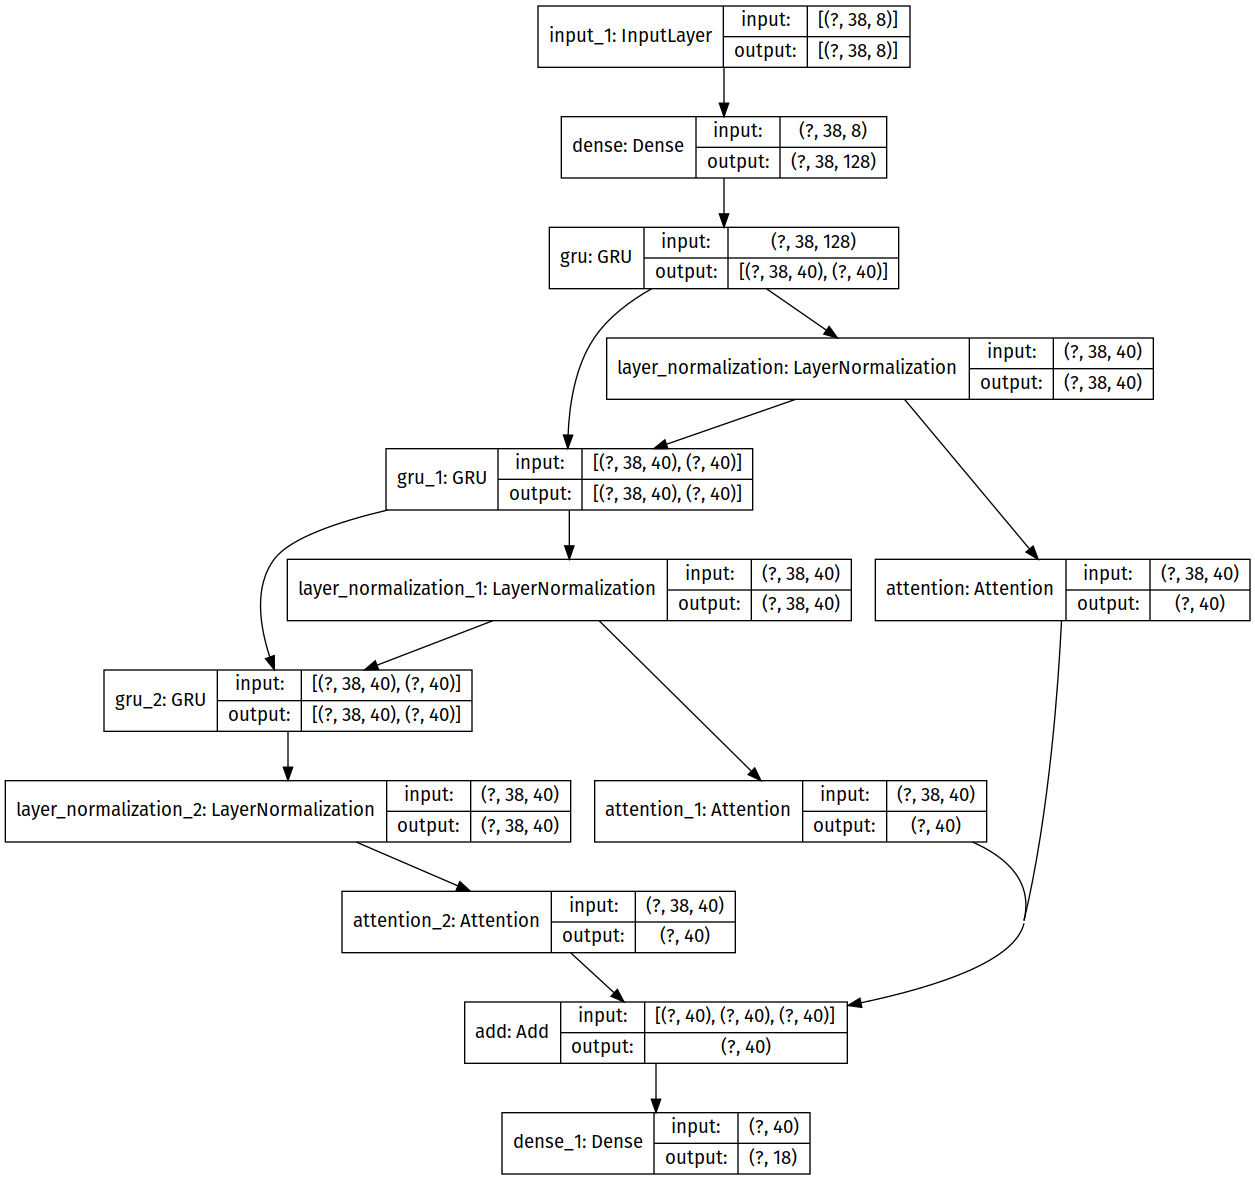 input_1: InputLayer
input: [(?, 38, 8)]
output: [(?, 38, 8)]
dense: Dense
input: (?, 38, 8)
output: (?, 38, 128)
gru: GRU
input: (?, 38, 128)
output: [(?, 38, 40), (?, 40)]
layer_normalization: LayerNormalization
input: (?, 38, 40)
output: (?, 38, 40)
gru_1: GRU
input: [(?, 38, 40), (?, 40)]
output: [(?, 38, 40), (?, 40)]
layer_normalization_1: LayerNormalization
input: (?, 38, 40)
output: (?, 38, 40)
attention: Attention
input: (?, 38, 40)
output: (?, 40)
gru_2: GRU
input: [(?, 38, 40), (?, 40)]
output: [(?, 38, 40), (?, 40)]
layer_normalization_2: LayerNormalization
input: (?, 38, 40)
output: (?, 38, 40)
attention_1: Attention
input: (?, 38, 40)
output: (?, 40)
attention_2: Attention
input: (?, 38, 40)
output: (?, 40)
add: Add
input: [(?, 40), (?, 40), (?, 40)]
output: (?, 40)
dense_1: Dense
input: (?, 40)
output: (?, 18)